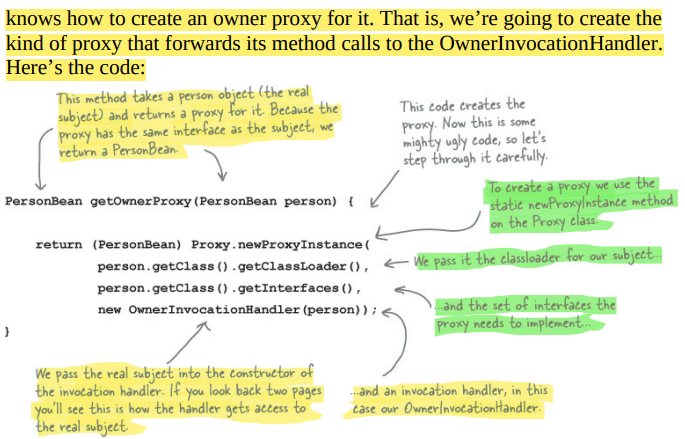 knows how to create an owner proxy for it. That is, we’re going to create the
kind of proxy that forwards its method calls to the OwnerInvocationHandler.
Here’s the code:
This method takes a person object (the real
subject) and returns a proxy for it. Because the
proxy has the same interface as the subject, we
return a PersonBean.
This code creates the
proxy. Now this is some
mighty ugly code, so let’s
step through it carefully.
PersonBean getOwnerProxy(PersonBean person) {
To create a proxy we use the
static newProxyInstance method
on the Proxy class.
return (PersonBean) Proxy.newProxyInstance(
person.getClass().getClassLoader(),
We pass it the classloader for our subject...
person.getClass().getInterfaces(),
...and the set of interfaces the
proxy needs to implement...
new OwnerInvocationHandler(person));
}
We pass the real subject into the constructor of
the invocation handler. If you look back two pages
you’ll see this is how the handler gets access to
the real subject.
...and an invocation handler, in this
case our OwnerInvocationHandler.